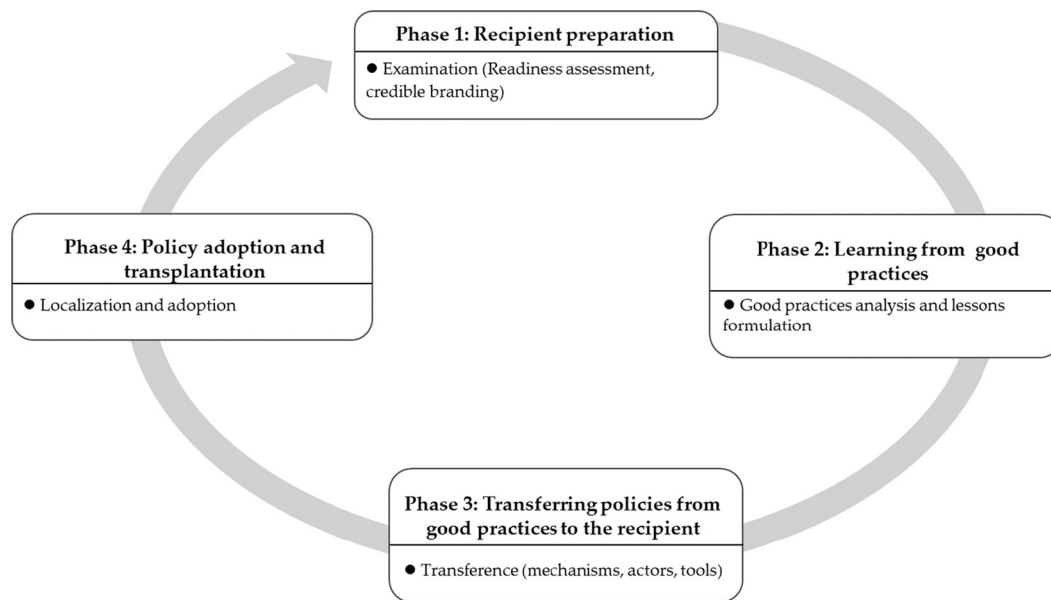 Phase 1: Recipient preparation
● Examination (Readiness assessment,
credible branding)
Phase 2: Learning from good
practices
● Good practices analysis and lessons
formulation
Phase 3: Transferring policies from
good practices to the recipient
● Transference (mechanisms, actors, tools)
Phase 4: Policy adoption and
transplantation
● Localization and adoption